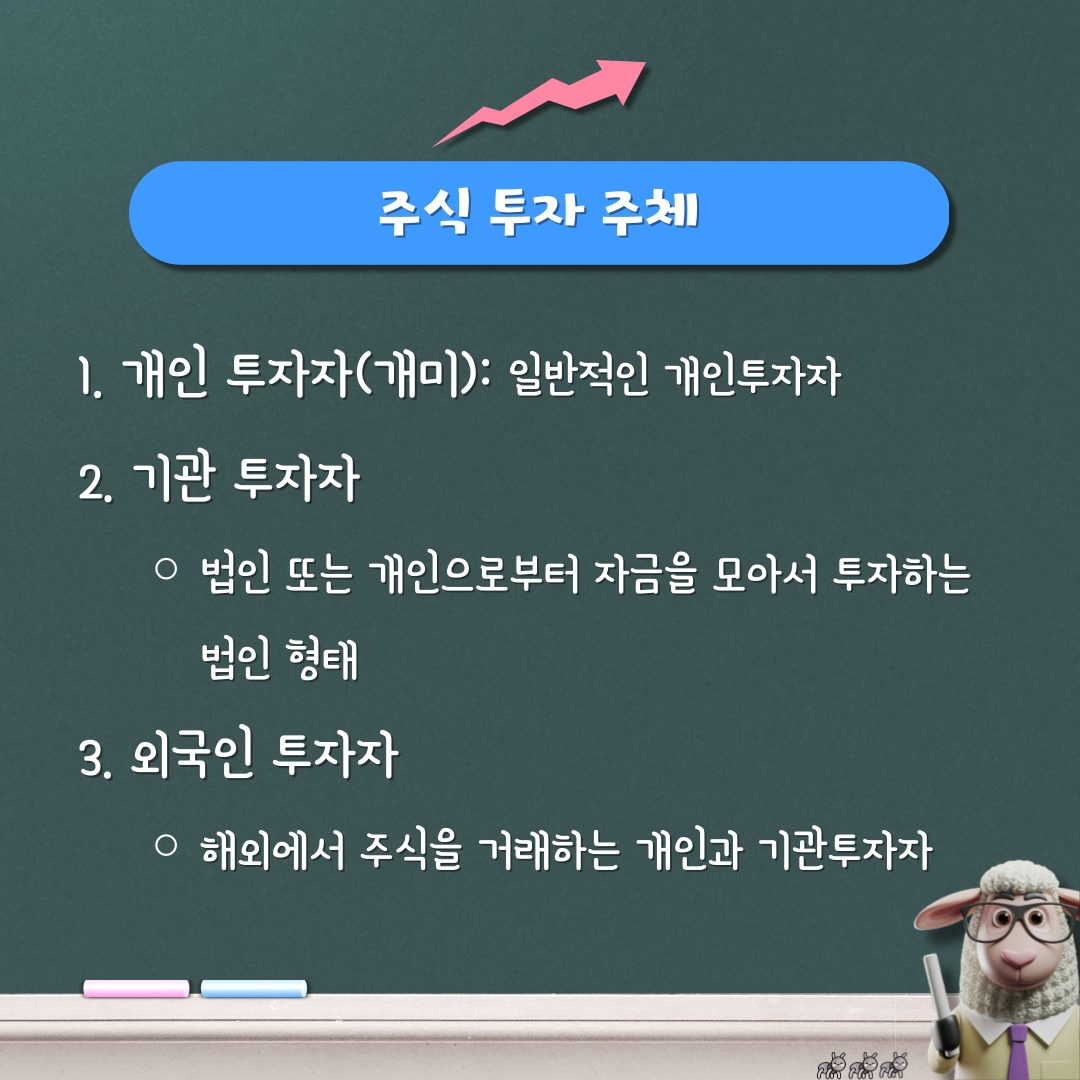 주식 투자 주체
1. 개인 투자자(개미): 일반적인 개인투자자
2. 기관 투자자
법인 또는 개인으로부터 자금을 모아서 투자하는
법인 형태
3. 외국인 투자자
해외에서 주식을 거래하는 개인과 기관투자자